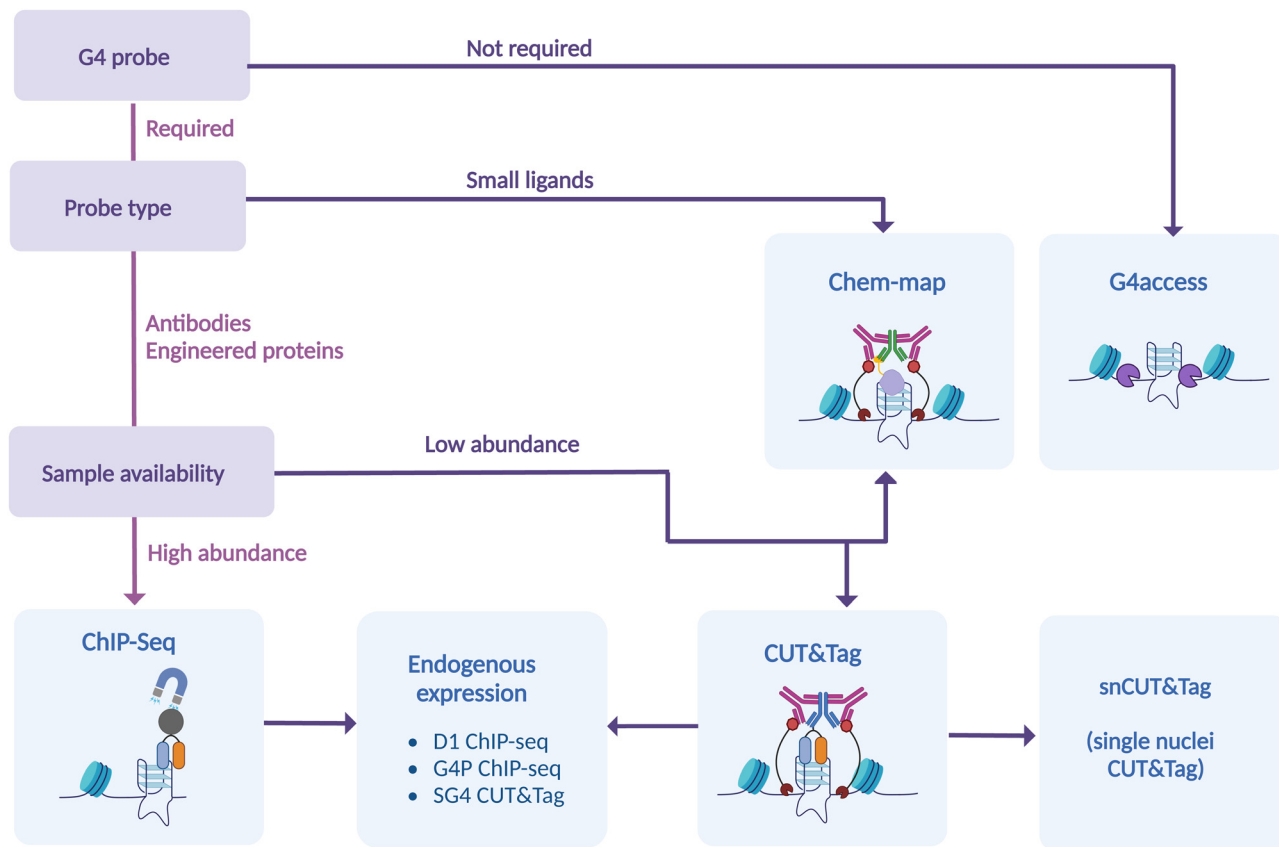 G4 probe
Not required
Required
Probe type
Small ligands
Chem-map
G4access
Antibodies
Engineered proteins
Sample availability
Low abundance
High abundance
ChIP-Seq
Endogenous
expression
• D1 ChIP-seq
• G4P ChIP-seq
• SG4 CUT&Tag
CUT&Tag
snCUT&Tag
(single nuclei
CUT&Tag)